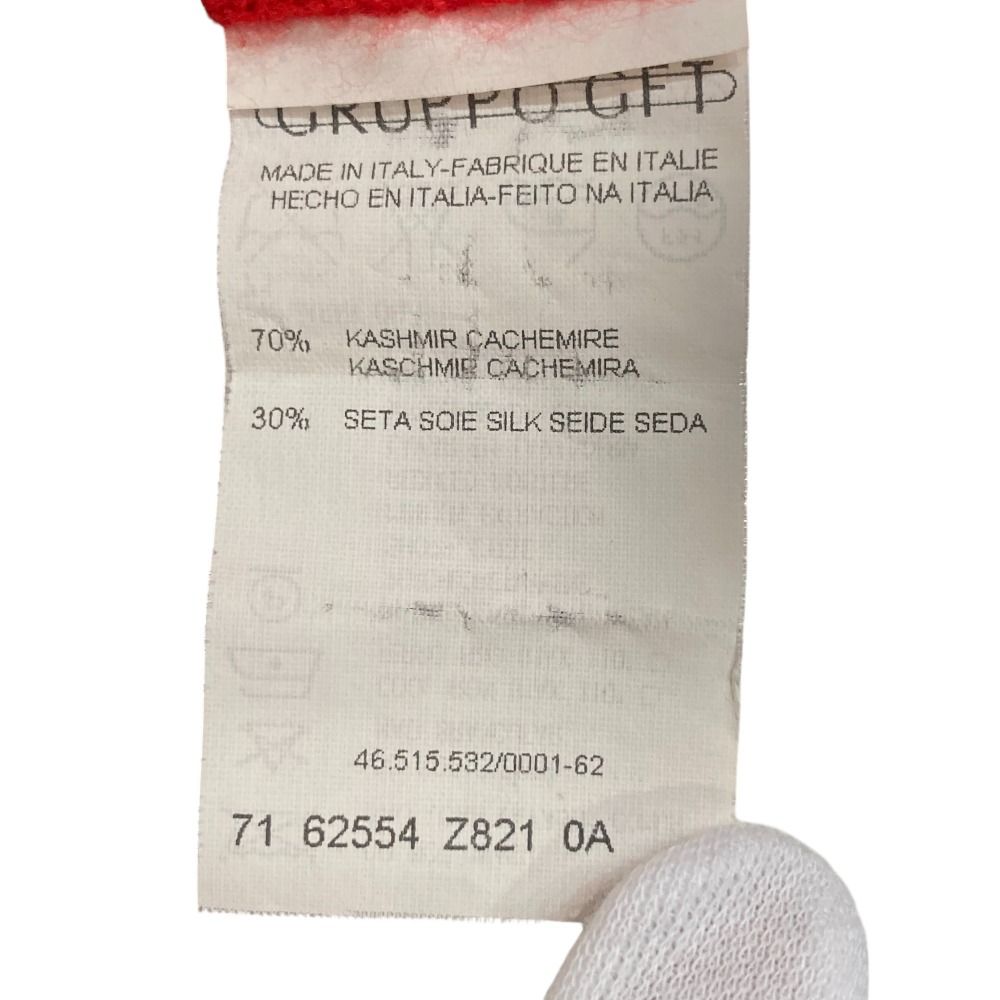 GRUPPO GFT
MADE IN ITALY-FABRIQUE EN ITALIE
HECHO EN ITALIA-FEITO NA ITALIA
70% KASHMIR CACHEMIRE
KASCHMIR CACHEMIRA
30% SETA SOIE SILK SEIDE SEDA
46.515.532/0001-62
71 62554 Z821 0A